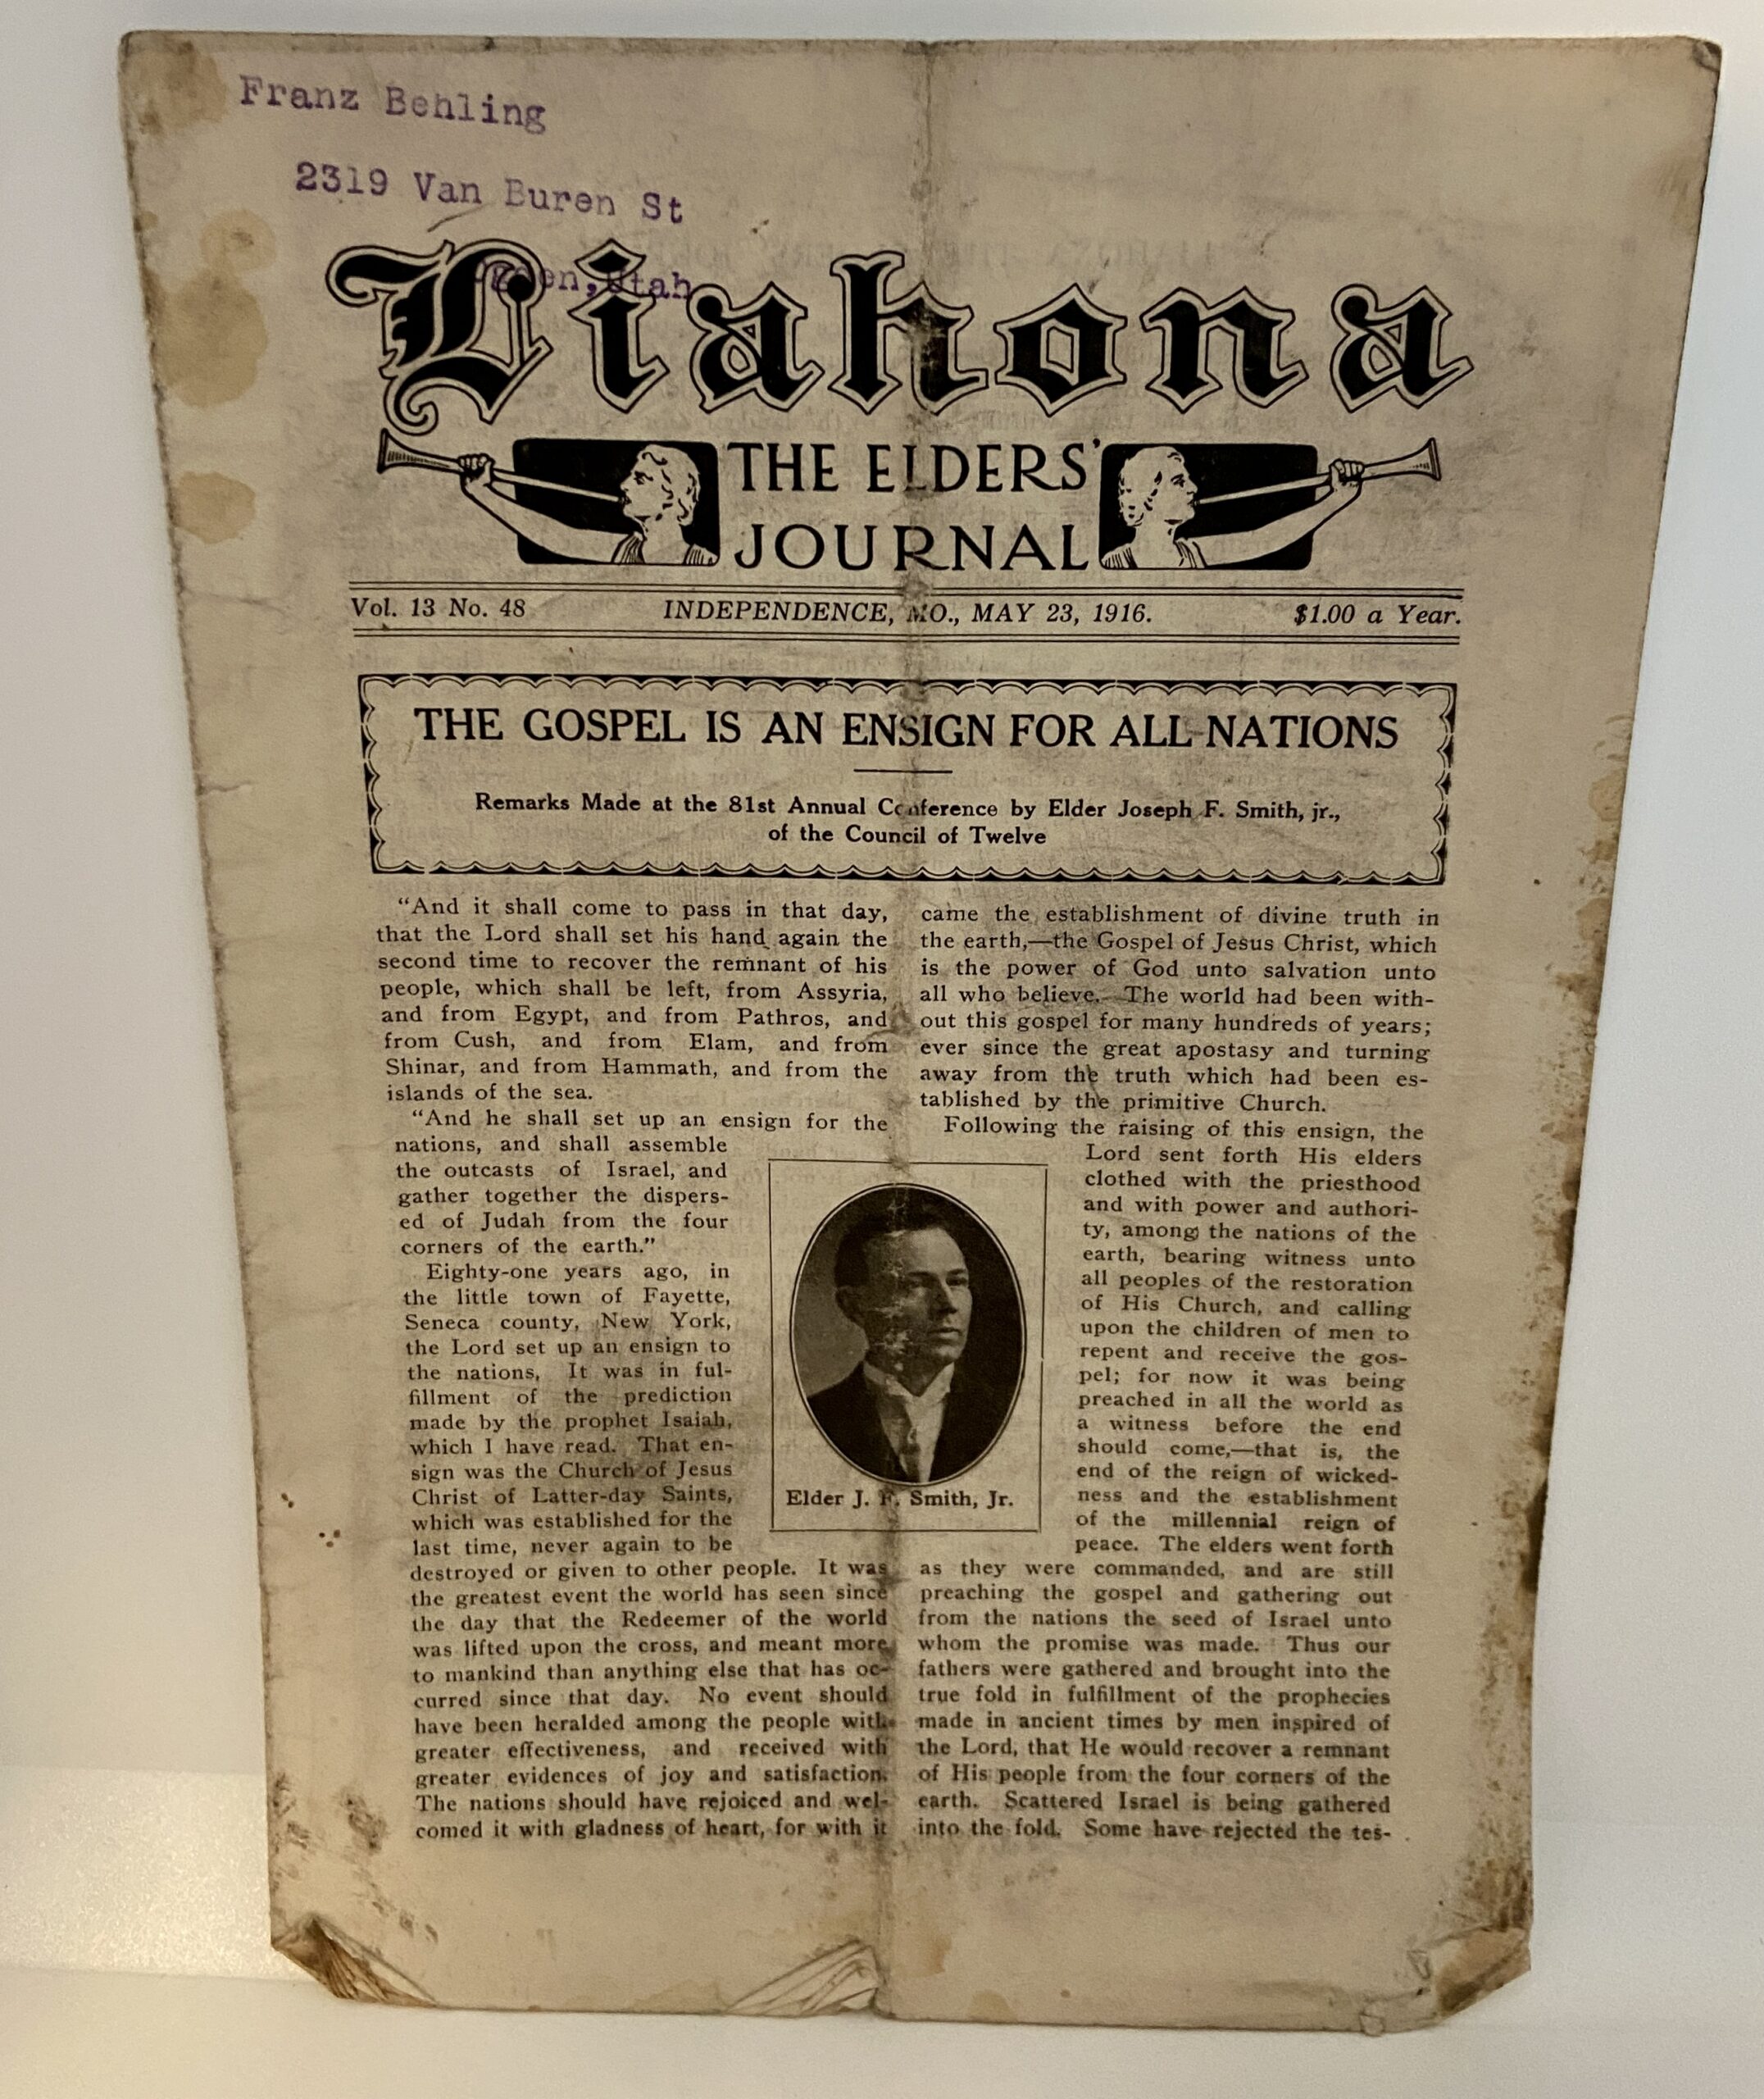 Franz Behling
2319 Van Buren St
Utah
Liahona
THE ELDERS'
JOURNAL
Vol. 13 No. 48 INDEPENDENCE, MO., MAY 23, 1916. $1.00 a Year.
THE GOSPEL IS AN ENSIGN FOR ALL NATIONS
Remarks Made at the 81st Annual Conference by Elder Joseph F. Smith, jr.,
of the Council of Twelve
"And it shall come to pass in that day,
that the Lord shall set his hand again the
second time to recover the remnant of his
people, which shall be left, from Assyria,
and from Egypt, and from Pathros, and
from Cush, and from Elam, and from
Shinar, and from Hammath, and from the
islands of the sea.
"And he shall set up an ensign for the
nations, and shall assemble
the outcasts of Israel, and
gather together the dispers-
ed of Judah from the four
corners of the earth."
Eighty-one years ago, in
the little town of Fayette,
Seneca county, New York,
the Lord set up an ensign to
the nations, It was in ful-
fillment of the prediction
made by the prophet Isaiah,
which I have read. That en-
sign was the Church of Jesus
Christ of Latter-day Saints,
which was established for the
last time, never again to be
destroyed or given to other people. It was
the greatest event the world has seen since
the day that the Redeemer of the world
was lifted upon the cross, and meant more
to mankind than anything else that has oc-
curred since that day. No event should
have been heralded among the people with
greater effectiveness, and received with
greater evidences of joy and satisfaction.
The nations should have rejoiced and wel-
comed it with gladness of heart, for with it
came the establishment of divine truth in
the earth,—the Gospel of Jesus Christ, which
is the power of God unto salvation unto
all who believe. The world had been with-
out this gospel for many hundreds of years;
ever since the great apostasy and turning
away from the truth which had been es-
tablished by the primitive Church.
Following the raising of this ensign, the
Lord sent forth His elders
clothed with the priesthood
and with power and authori-
ty, among the nations of the
earth, bearing witness unto
all peoples of the restoration
of His Church, and calling
upon the children of men to
repent and receive the gos-
pel; for now it was being
preached in all the world as
a witness before the end
should come,—that is, the
end of the reign of wicked-
ness and the establishment
of the millennial reign of
peace. The elders went forth
as they were commanded, and are still
preaching the gospel and gathering out
from the nations the seed of Israel unto
whom the promise was made. Thus our
fathers were gathered and brought into the
true fold in fulfillment of the prophecies
made in ancient times by men inspired of
the Lord, that He would recover a remnant
of His people from the four corners of the
earth. Scattered Israel is being gathered
into the fold. Some have rejected the tes-
Elder J. F. Smith, Jr.